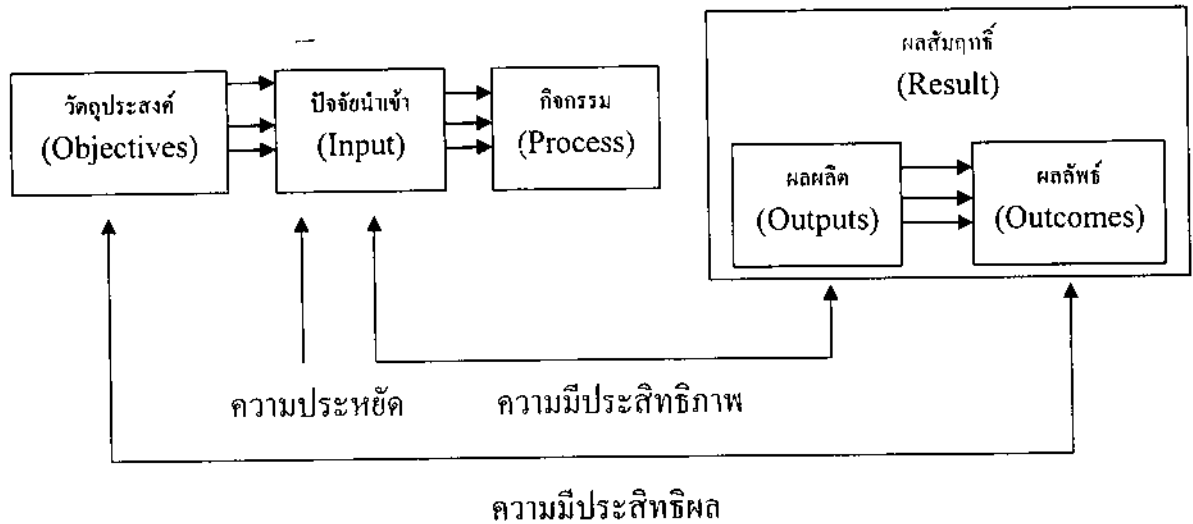 ผลสัมฤทธิ์
(Result)
วัตถุประสงค์
(Objectives)
ปัจจัยนำเข้า
(Input)
กิจกรรม
(Process)
ผลผลิต
(Outputs)
ผลลัพธ์
(Outcomes)
ความประหยัด
ความมีประสิทธิภาพ
ความมีประสิทธิผล